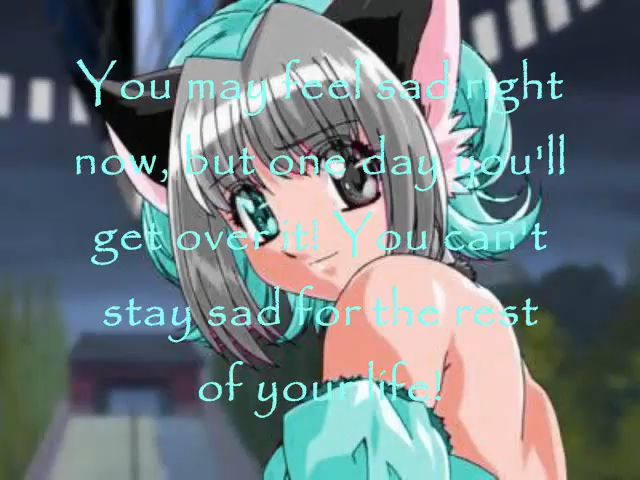 You may feel sad right
now, but one day you'll
get over it! You can't
stay sad for the rest
of your life!